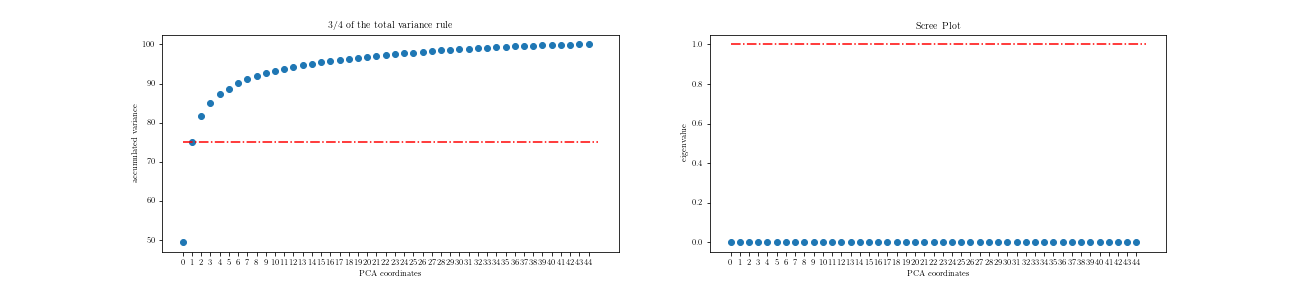 3/4 of the total variance rule
accumulated variance
100
90
80
70
60
50
0 1 2 3 4 5 6 7 8 9 10 11 12 13 14 15 16 17 18 19 20 21 22 23 24 25 26 27 28 29 30 31 32 33 34 35 36 37 38 39 40 41 42 43 44
PCA coordinates
Scree Plot
eigenvalue
1.0
0.8
0.6
0.4
0.2
0.0
0 1 2 3 4 5 6 7 8 9 10 11 12 13 14 15 16 17 18 19 20 21 22 23 24 25 26 27 28 29 30 31 32 33 34 35 36 37 38 39 40 41 42 43 44
PCA coordinates